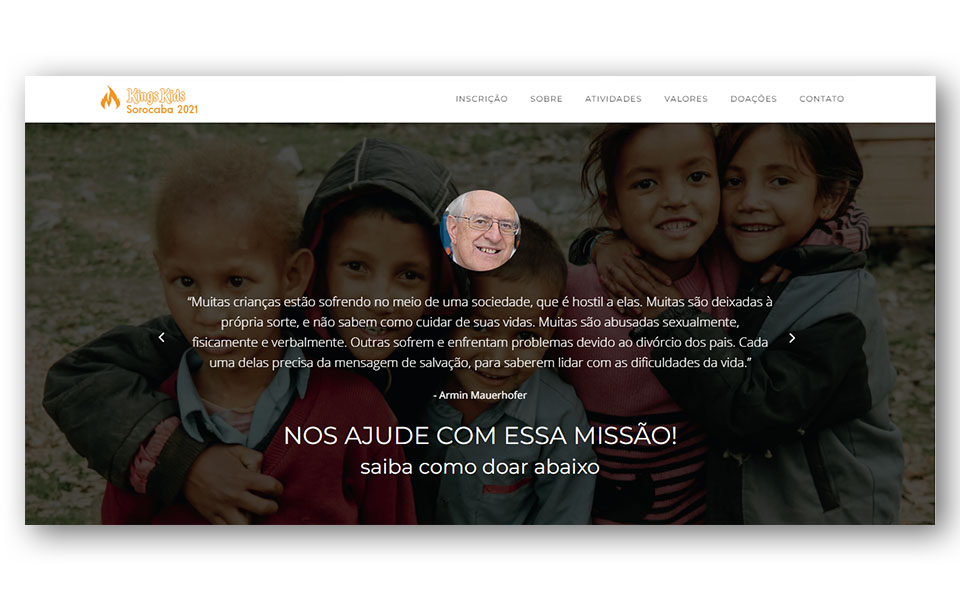 Kings Kids
Sorocaba 2021
INSCRIÇÃO SOBRE ATIVIDADES VALORES DOAÇÕES CONTATO
“Muitas crianças estão sofrendo no meio de uma sociedade, que é hostil a elas. Muitas são deixadas à
própria sorte, e não sabem como cuidar de suas vidas. Muitas são abusadas sexualmente,
fisicamente e verbalmente. Outras sofrem e enfrentam problemas devido ao divórcio dos pais. Cada
uma delas precisa da mensagem de salvação, para saberem lidar com as dificuldades da vida.”
- Armin Mauerhofer
NOS AJUDE COM ESSA MISSÃO!
saiba como doar abaixo